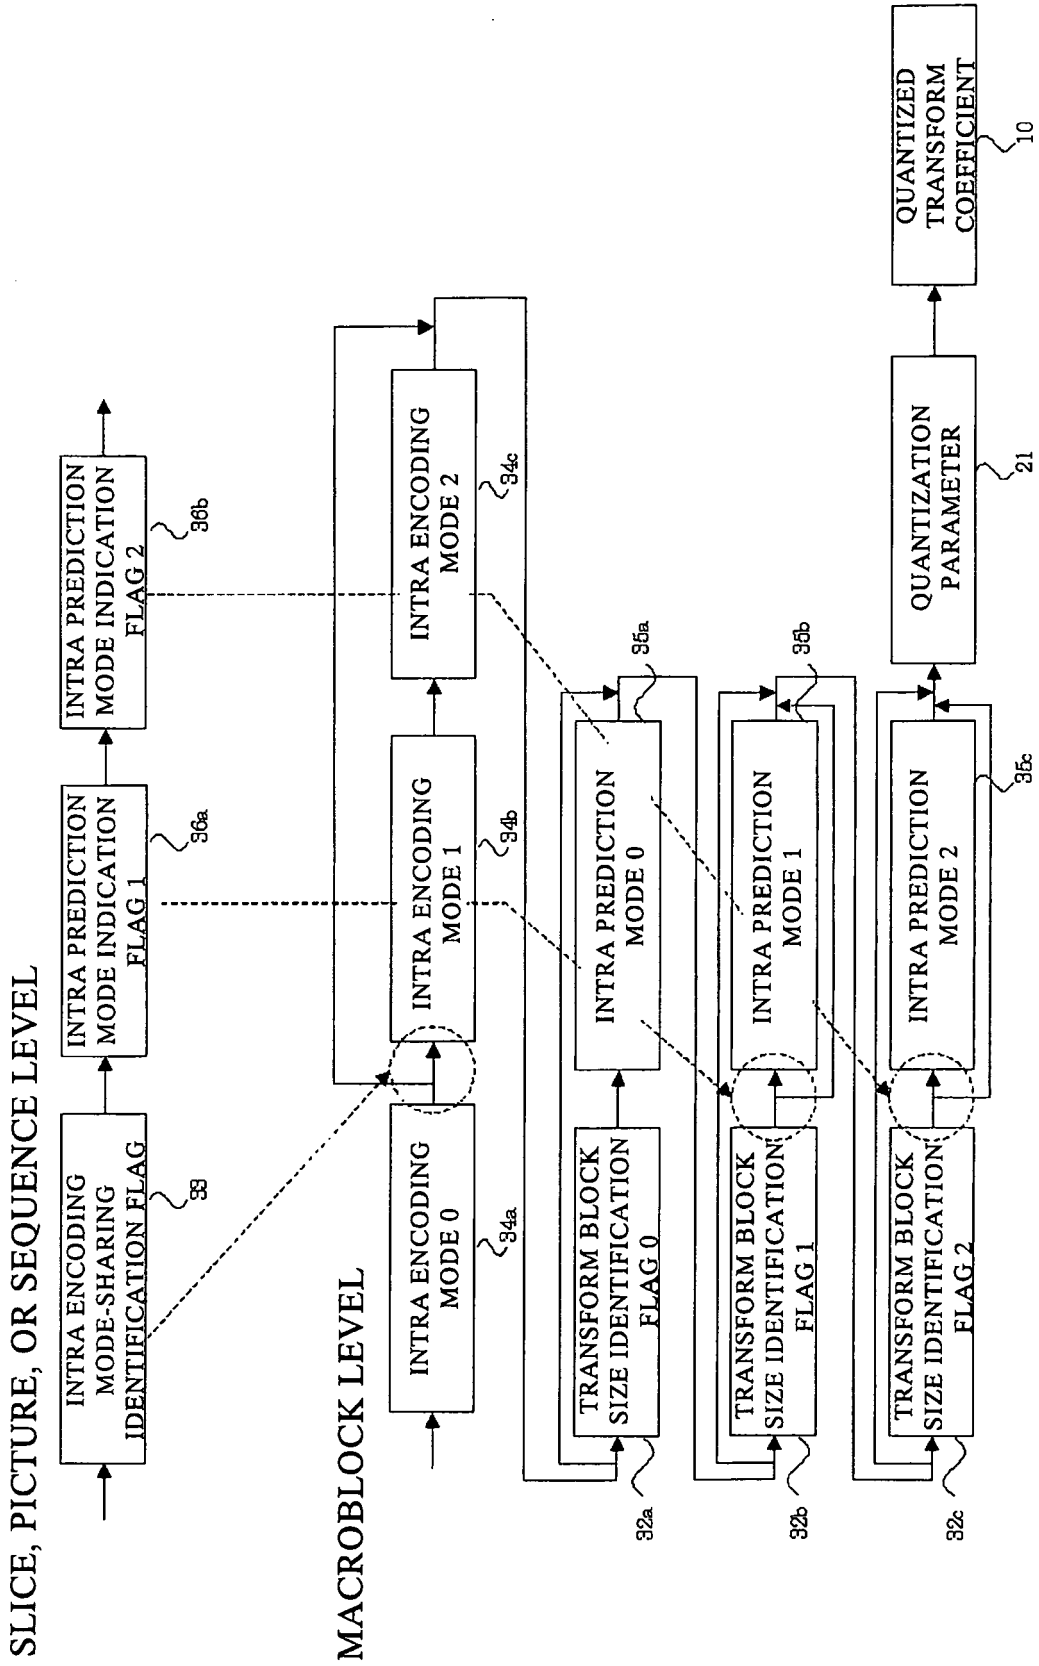 SLICE, PICTURE, OR SEQUENCE LEVEL
INTRA ENCODING
MODE-SHARING
IDENTIFICATION FLAG
33
INTRA PREDICTION
MODE INDICATION
FLAG 1
36a
INTRA PREDICTION
MODE INDICATION
FLAG 2
36b
MACROBLOCK LEVEL
INTRA ENCODING
MODE 0
34a
INTRA ENCODING
MODE 1
34b
INTRA ENCODING
MODE 2
34c
TRANSFORM BLOCK
SIZE IDENTIFICATION
FLAG 0
32a
INTRA PREDICTION
MODE 0
35a
TRANSFORM BLOCK
SIZE IDENTIFICATION
FLAG 1
32b
INTRA PREDICTION
MODE 1
35b
TRANSFORM BLOCK
SIZE IDENTIFICATION
FLAG 2
32c
INTRA PREDICTION
MODE 2
35c
QUANTIZATION
PARAMETER
21
QUANTIZED
TRANSFORM
COEFFICIENT
10